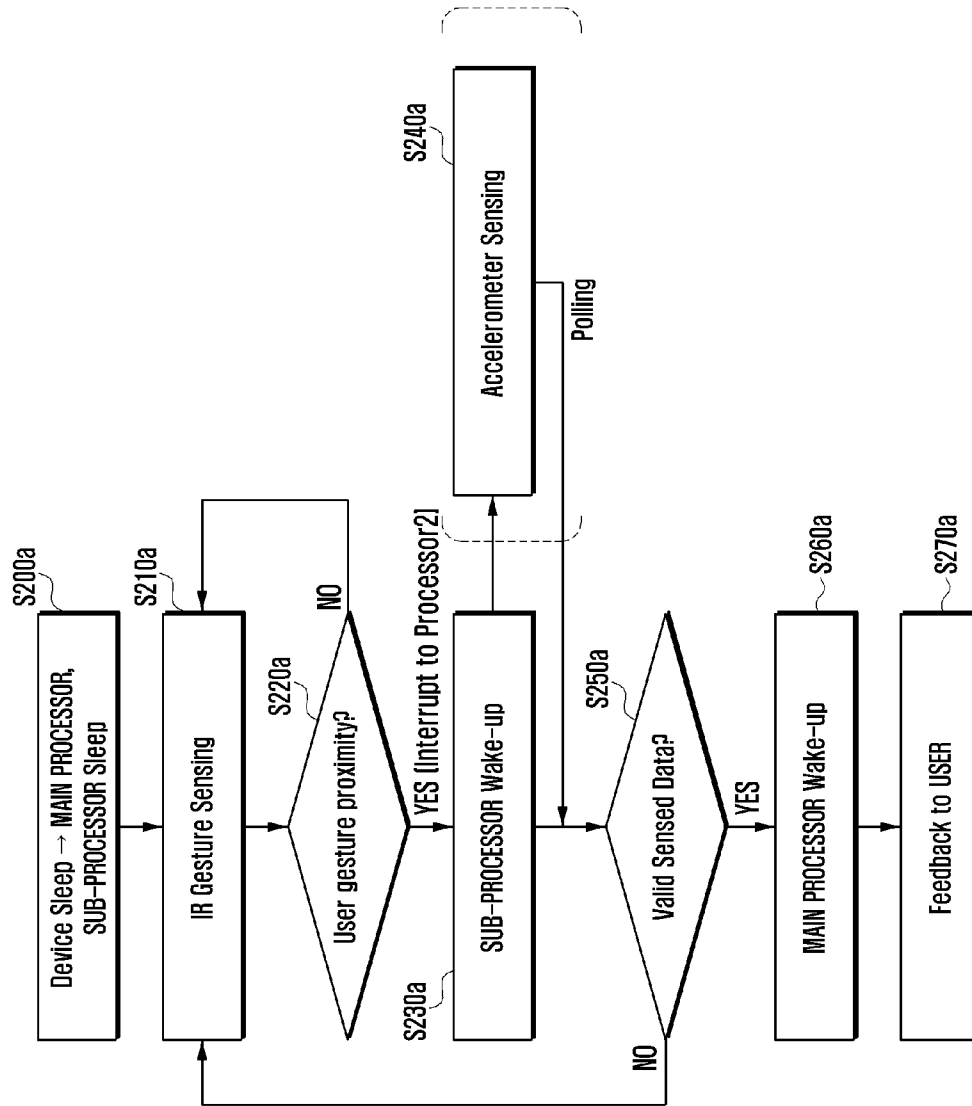 S200a
Device Sleep → MAIN PROCESSOR,
SUB-PROCESSOR Sleep
S210a
IR Gesture Sensing
S220a
User gesture proximity?
NO
YES (Interrupt to Processor2)
S230a
SUB-PROCESSOR Wake-up
S240a
Accelerometer Sensing
Polling
S250a
Valid Sensed Data?
NO
YES
S260a
MAIN PROCESSOR Wake-up
S270a
Feedback to USER